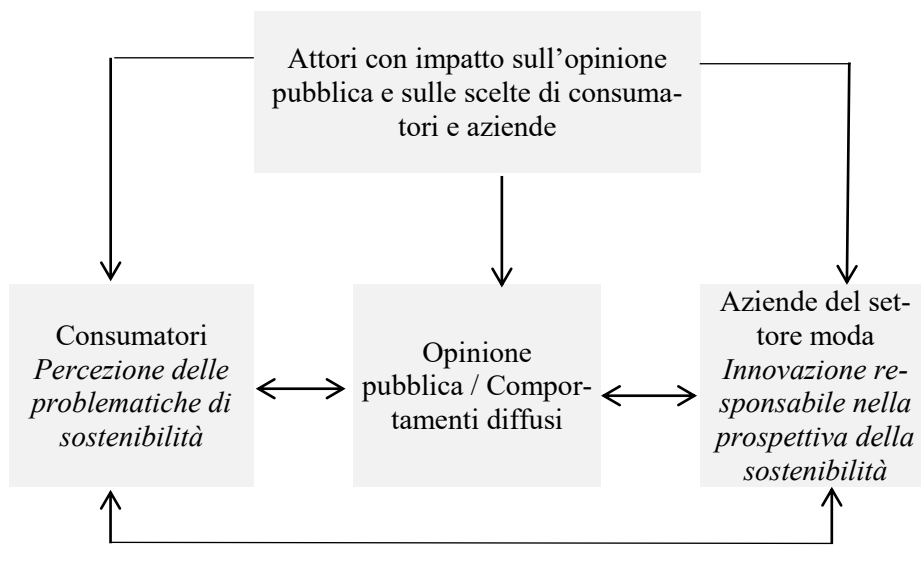 Attori con impatto sull’opinione
pubblica e sulle scelte di consuma-
tori e aziende
Consumatori
Percezione delle
problematiche di
sostenibilità
Opinione
pubblica / Compor-
tamenti diffusi
Aziende del set-
tore moda
Innovazione re-
sponsabile nella
prospettiva della
sostenibilità